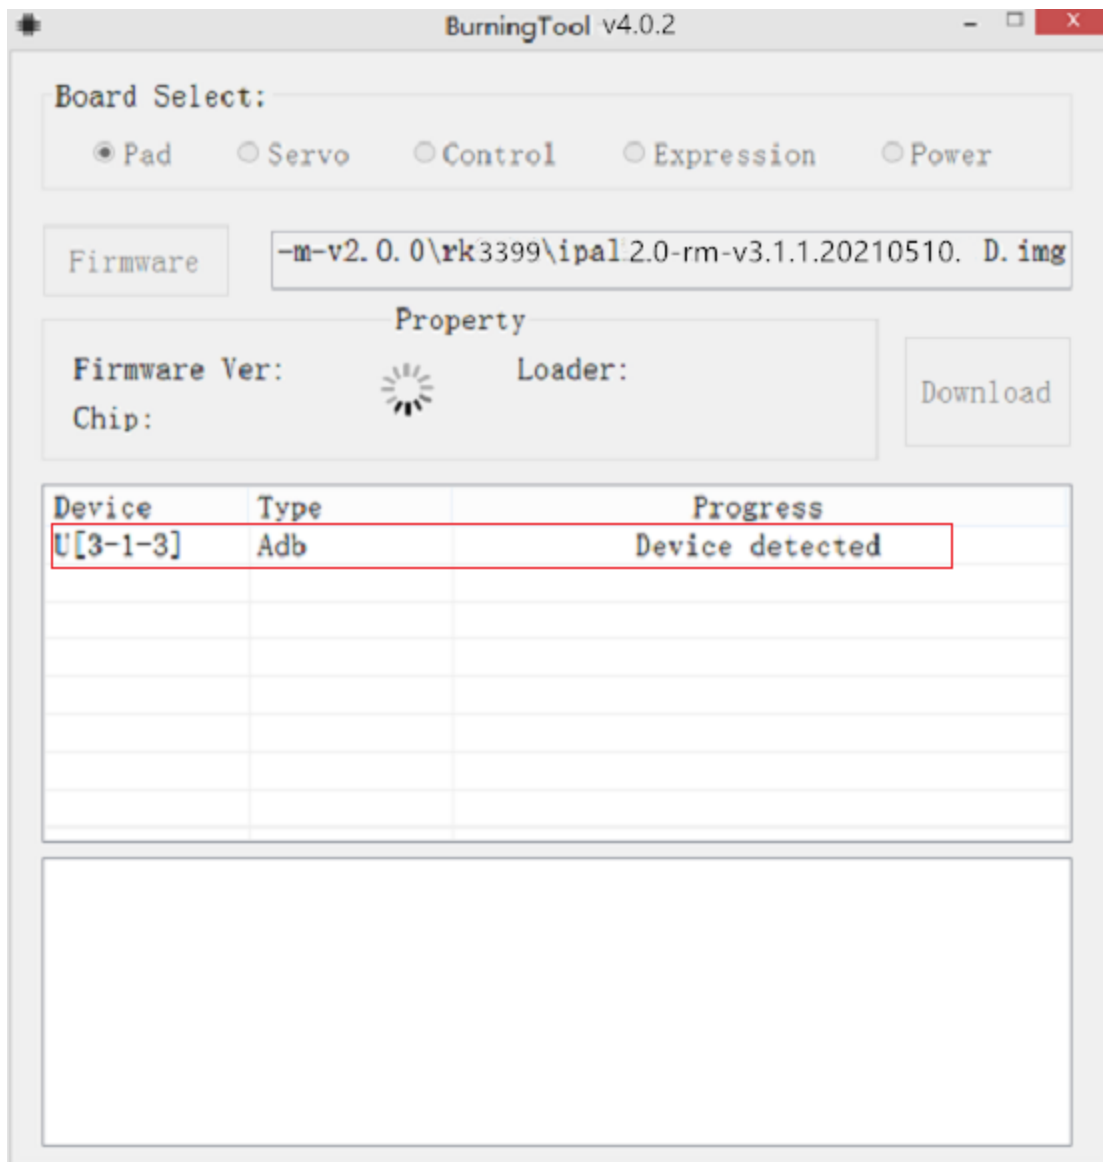 BurningTool v4.0.2
X
Board Select:
Pad Servo Control Expression Power
Firmware
-m-v2.0.0\rk3399\ipal2.0-rm-v3.1.1.20210510. D.img
Property
Firmware Ver: Loader:
Chip:
Download
Device Type Progress
U[3-1-3] Adb Device detected